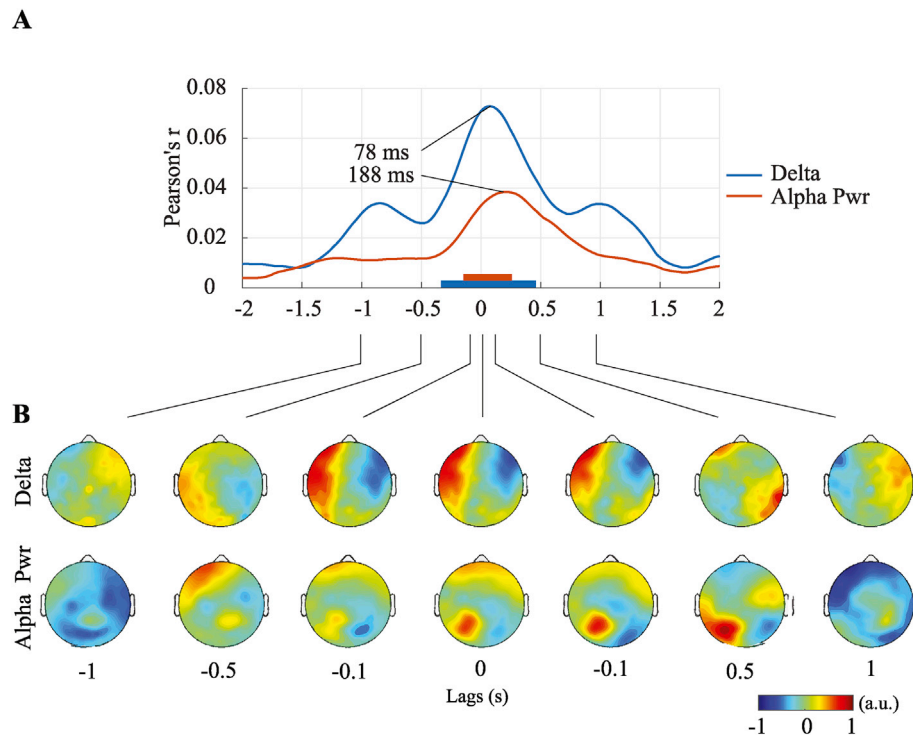 A
0.08
0.06
0.04
0.02
0
Pearson's r
78 ms
188 ms
Delta
Alpha Pwr
-2 -1.5 -1 -0.5 0 0.5 1 1.5 2
B
Delta
Alpha Pwr
-1 -0.5 -0.1 0 -0.1 0.5 1
Lags (s)
(a.u.)
-1 0 1